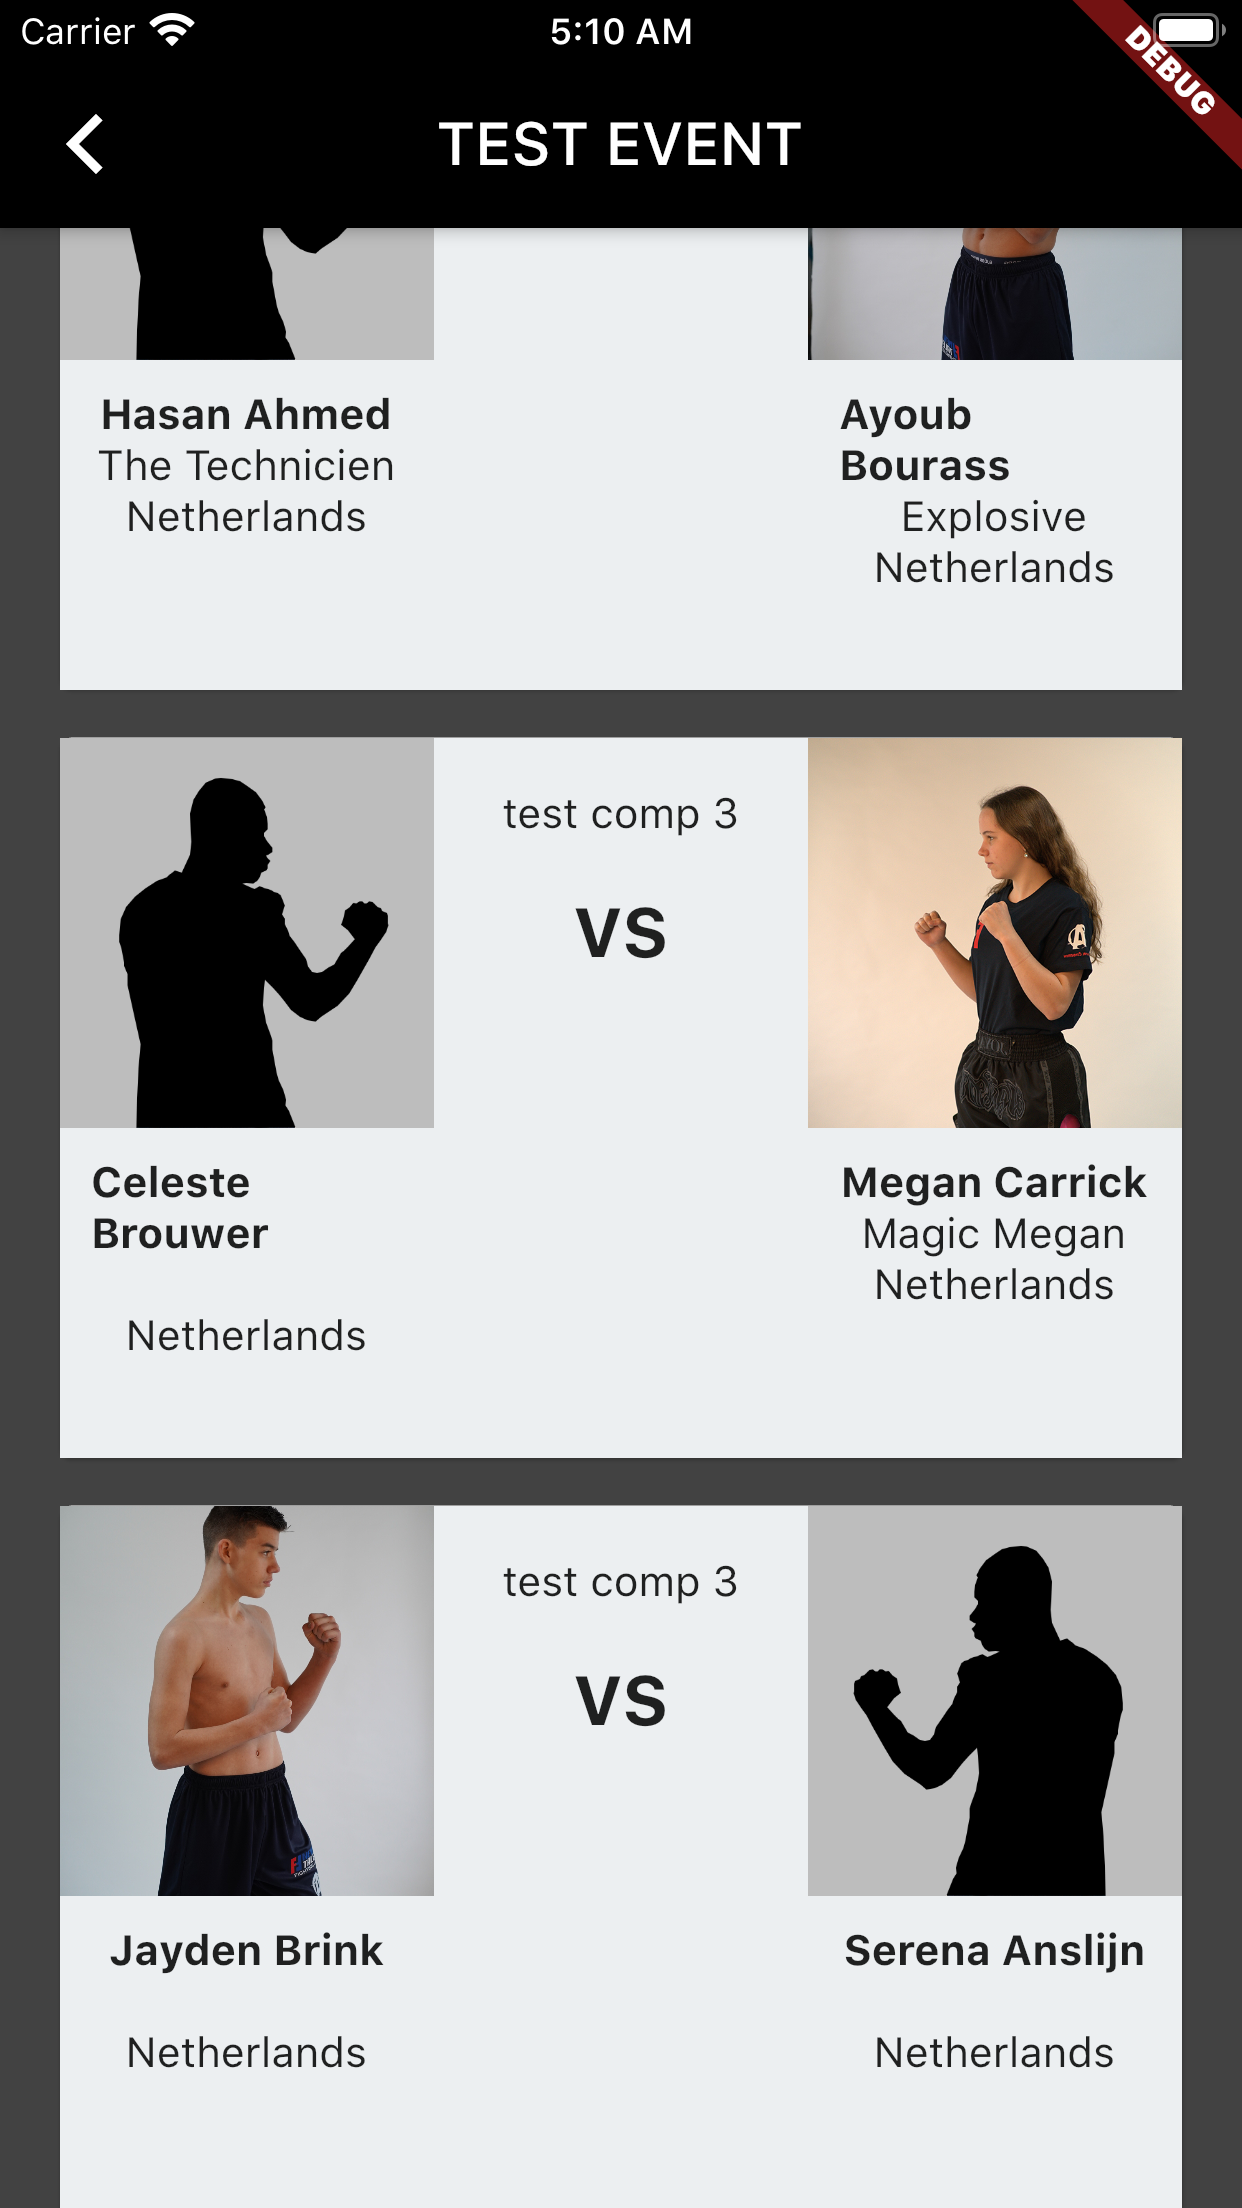 Carrier 5:10 AM
DEBUG
TEST EVENT
Hasan Ahmed
The Technicien
Netherlands
Ayoub
Bourass
Explosive
Netherlands
test comp 3
VS
Celeste
Brouwer
Netherlands
Megan Carrick
Magic Megan
Netherlands
test comp 3
VS
Jayden Brink
Netherlands
Serena Anslijn
Netherlands